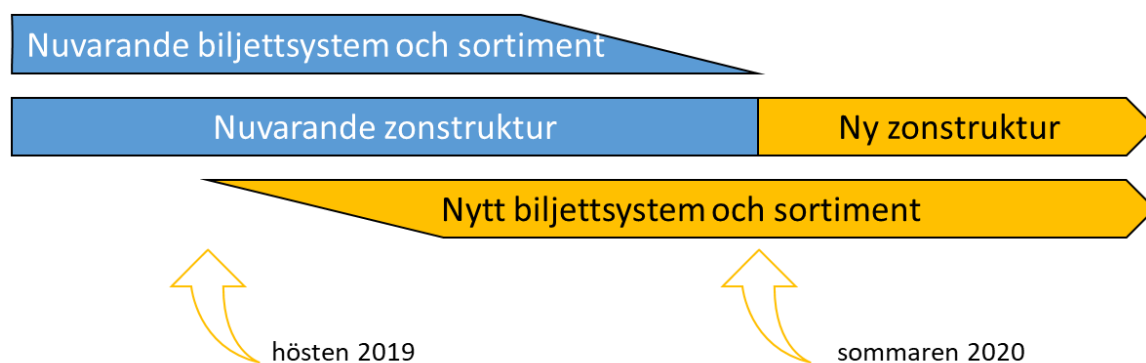 Nuvarande biljettsystem och sortiment
Nuvarande zonstruktur
Ny zonstruktur
Nytt biljettsystem och sortiment
hösten 2019
sommaren 2020